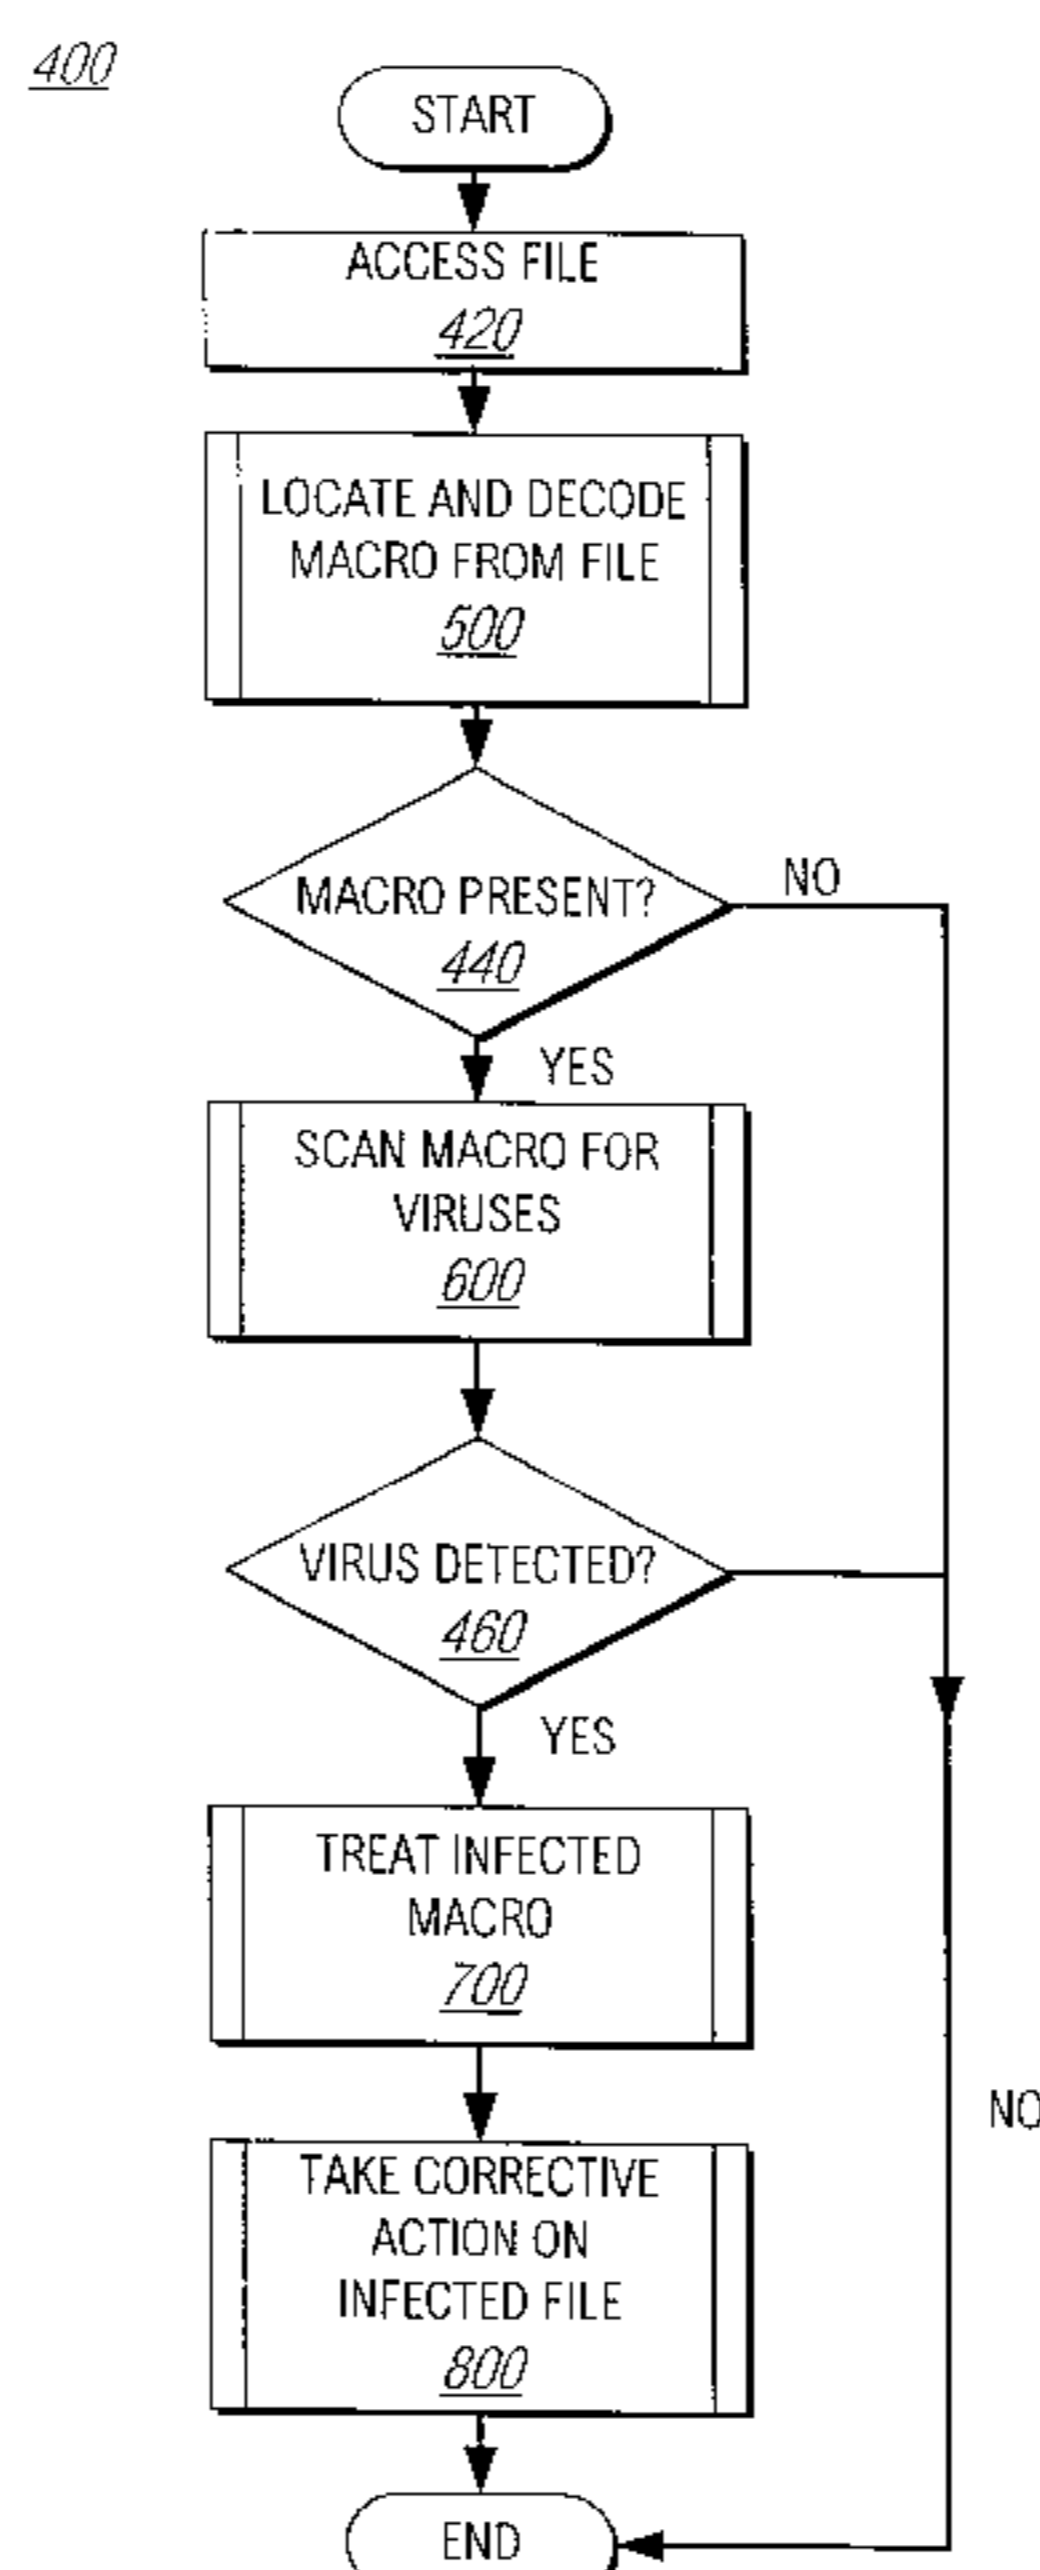 400
START
ACCESS FILE
420
LOCATE AND DECODE
MACRO FROM FILE
500
MACRO PRESENT?
440
NO
YES
SCAN MACRO FOR
VIRUSES
600
VIRUS DETECTED?
460
YES
TREAT INFECTED
MACRO
700
NO
TAKE CORRECTIVE
ACTION ON
INFECTED FILE
800
END